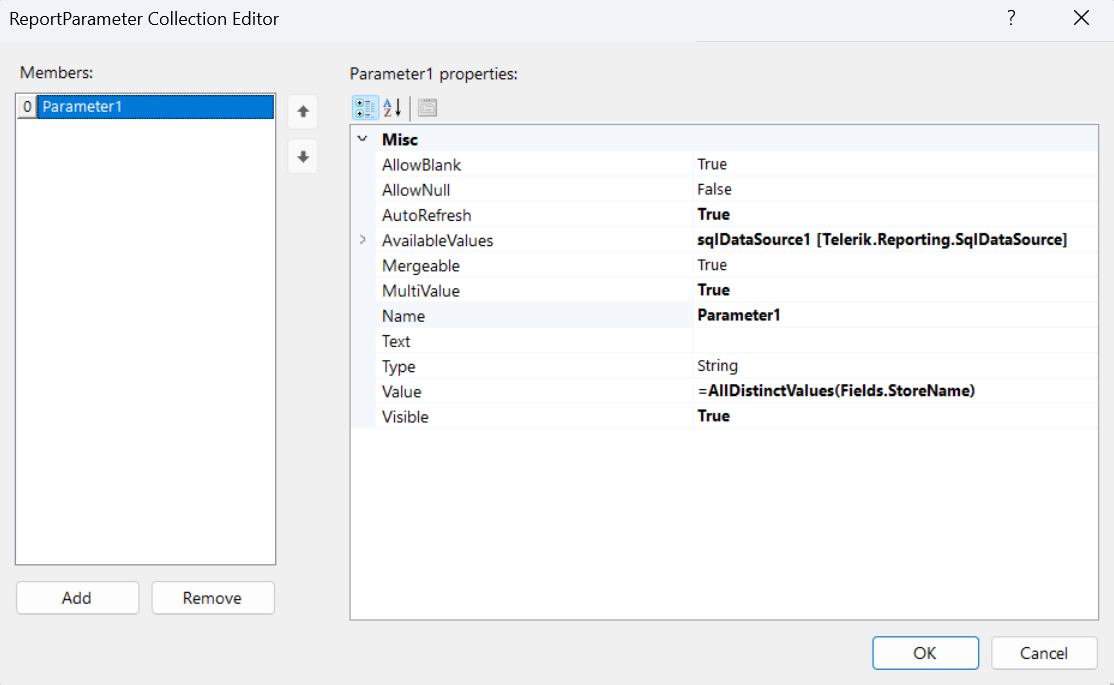 ReportParameter Collection Editor
?
Members:
0 Parameter1
Add
Remove
Parameter1 properties:
Misc
AllowBlank True
AllowNull False
AutoRefresh True
AvailableValues sqlDataSource1 [Telerik.Reporting.SqlDataSource]
Mergeable True
MultiValue True
Name Parameter1
Text
Type String
Value =AllDistinctValues(Fields.StoreName)
Visible True
OK
Cancel